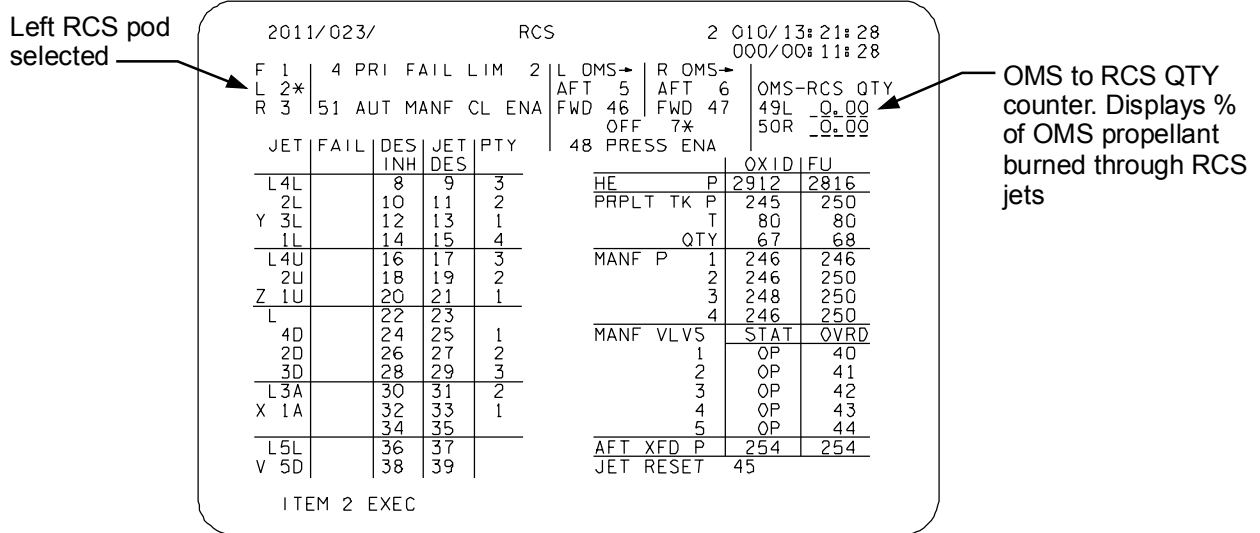 Left RCS pod selected
2011/023/ RCS 2 010/13:21:28
000/00:11:28
F 1 4 PRI FAIL LIM 2 L OMS→ R OMS→
L 2* AFT 5 AFT 6 OMS-RCS QTY
R 3 51 AUT MANF CL ENA FWD 46 FWD 47 49L 0.00
OFF 7* 50R 0.00
JET FAIL DES JET PTY 48 PRESS ENA
INH DES OXID FU
L4L 8 9 3 HE P 2912 2816
2L 10 11 2 PRPLT TK P 245 250
Y 3L 12 13 1 T 80 80
1L 14 15 4 QTY 67 68
L4U 16 17 3 MANF P 1 246 246
2U 18 19 2 2 246 250
Z 1U 20 21 1 3 248 250
L 22 23 4 246 250
4D 24 25 1 MANF VLVS STAT OVRD
2D 26 27 2 1 OP 40
3D 28 29 3 2 OP 41
L3A 30 31 2 3 OP 42
X 1A 32 33 1 4 OP 43
34 35 5 OP 44
L5L 36 37 AFT XFD P 254 254
V 5D 38 39 JET RESET 45
ITEM 2 EXEC
OMS to RCS QTY
counter. Displays %
of OMS propellant
burned through RCS
jets